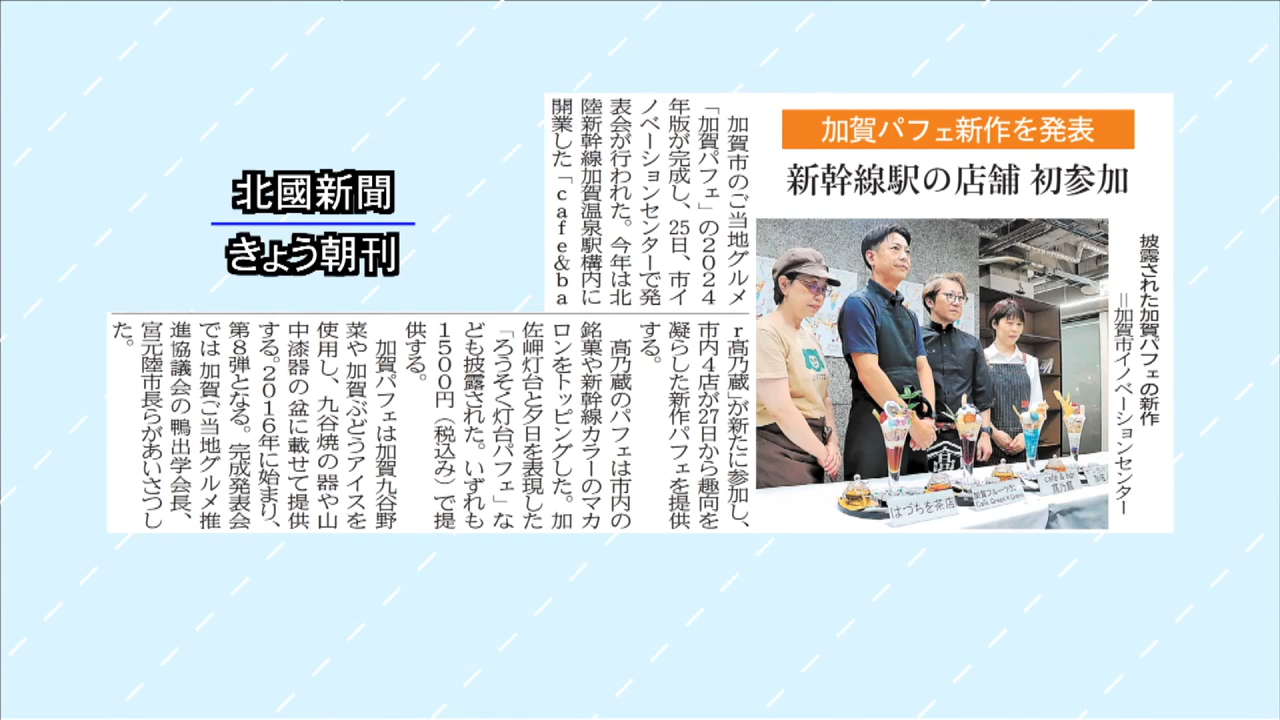 北國新聞
きょう朝刊
加賀パフェ新作を発表
新幹線駅の店舗 初参加
加賀市のご当地グルメ
「加賀パフェ」の2024
年版が完成し、25日、市イ
ノベーションセンターで発
表会が行われた。今年は北
陸新幹線加賀温泉駅構内に
開業した「cafe&ba
r髙乃蔵」が新たに参加し、
市内4店が27日から趣向を
凝らした新作パフェを提供
する。
髙乃蔵のパフェは市内の
銘菓や新幹線カラーのマカ
ロンをトッピングした。加
佐岬灯台と夕日を表現した
「ろうそく灯台パフェ」な
ども披露された。いずれも
1500円（税込み）で提
供する。
加賀パフェは加賀九谷野
菜や加賀ぶどうアイスを
使用し、九谷焼の器や山
中漆器の盆に載せて提供
する。2016年に始まり、
第8弾となる。完成発表会
では加賀ご当地グルメ推
進協議会の鴨出学会長、
宮元陸市長らがあいさつし
た。
披露された加賀パフェの新作
＝加賀市イノベーションセンター
はづちを茶店
加賀フルーツランド
cafe & bar
髙乃蔵